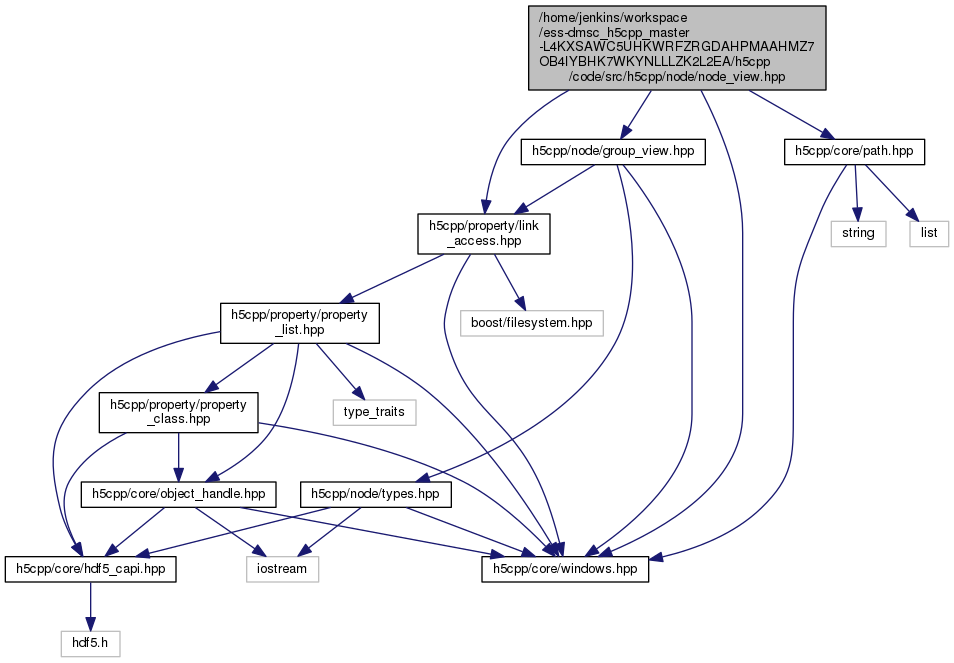 /home/jenkins/workspace
/ess-dmsc_h5cpp_master
-L4KXSAWC5UHKWRFZRGDAHPMAAHMZ7
OB4IYBHK7WKYNLLLZK2L2EA/h5cpp
/code/src/h5cpp/node/node_view.hpp
h5cpp/node/group_view.hpp
h5cpp/core/path.hpp
h5cpp/property/link
_access.hpp
string
list
h5cpp/property/property
_list.hpp
boost/filesystem.hpp
h5cpp/property/property
_class.hpp
type_traits
h5cpp/core/object_handle.hpp
h5cpp/node/types.hpp
h5cpp/core/hdf5_capi.hpp
iostream
h5cpp/core/windows.hpp
hdf5.h